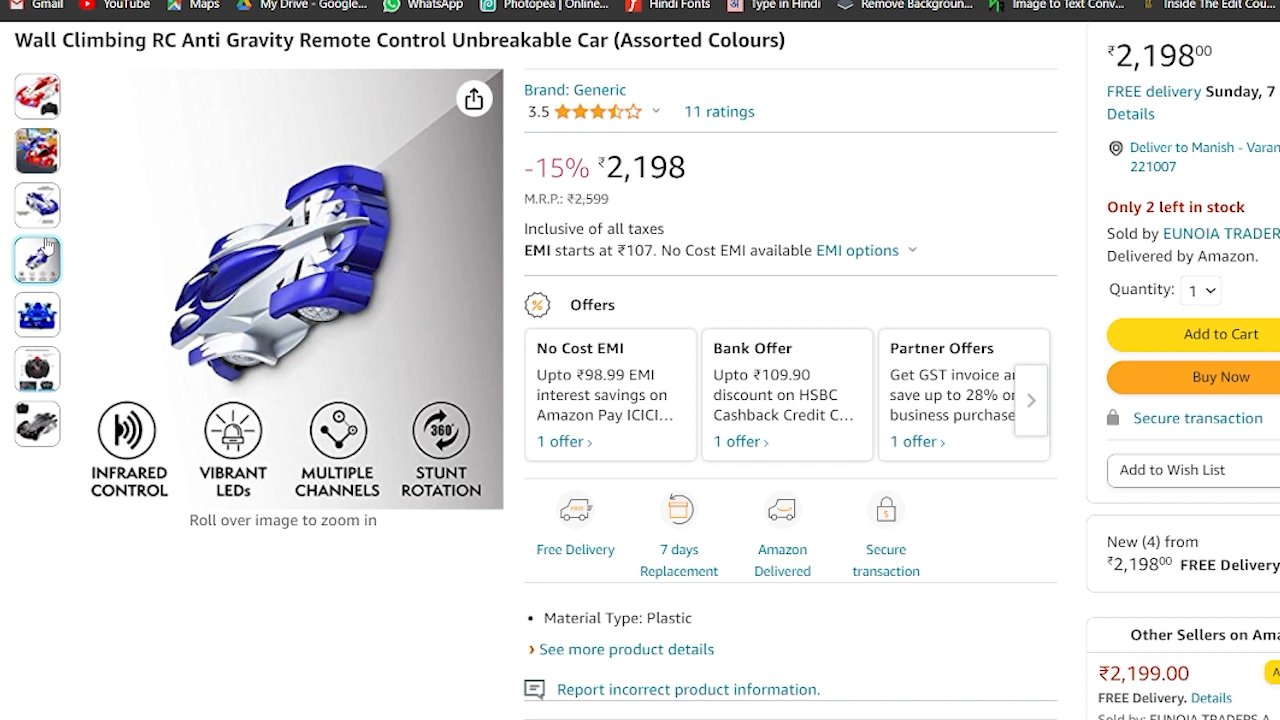 Gmail YouTube Maps My Drive - Google... WhatsApp Photopea | Online... Hindi Fonts Type in Hindi Remove Backgroun... Image to Text Conv... Inside The Edit Cou...
Wall Climbing RC Anti Gravity Remote Control Unbreakable Car (Assorted Colours)
INFRARED CONTROL
VIBRANT LEDs
MULTIPLE CHANNELS
360°
STUNT ROTATION
Roll over image to zoom in
Brand: Generic
3.5 11 ratings
-15% ₹2,198
M.R.P.: ₹2,599
Inclusive of all taxes
EMI starts at ₹107. No Cost EMI available EMI options
Offers
No Cost EMI
Upto ₹98.99 EMI
interest savings on
Amazon Pay ICICI...
1 offer ›
Bank Offer
Upto ₹109.90
discount on HSBC
Cashback Credit C...
1 offer ›
Partner Offers
Get GST invoice an
save up to 28% or
business purchase
1 offer ›
FREE
Free Delivery
7 days
Replacement
Amazon
Delivered
Secure
transaction
• Material Type: Plastic
› See more product details
Report incorrect product information.
₹2,198⁰⁰
FREE delivery Sunday, 7
Details
Deliver to Manish - Varan
221007
Only 2 left in stock
Sold by EUNOIA TRADER
Delivered by Amazon.
Quantity: 1
Add to Cart
Buy Now
Secure transaction
Add to Wish List
New (4) from
₹2,198⁰⁰ FREE Delivery
Other Sellers on Ama
₹2,199.00
FREE Delivery. Details
Sold by: EUNOIA TRADERS A